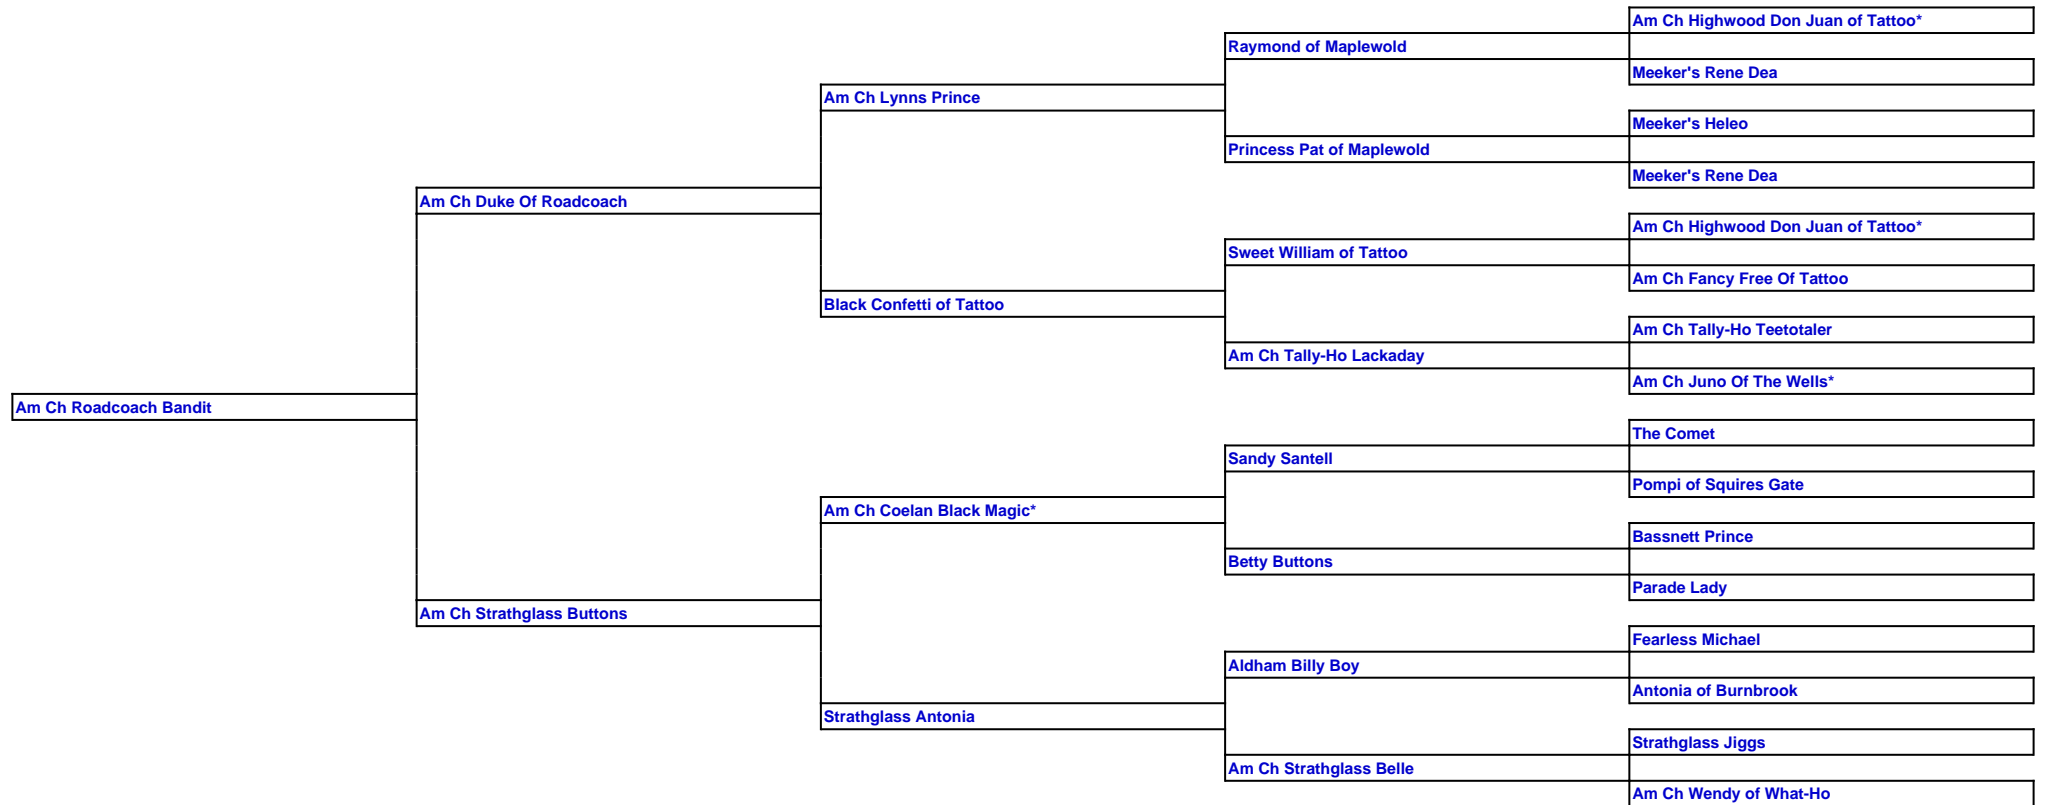 Am Ch Highwood Don Juan of Tattoo*
Raymond of Maplewold
Meeker's Rene Dea
Am Ch Lynns Prince
Meeker's Heleo
Princess Pat of Maplewold
Meeker's Rene Dea
Am Ch Duke Of Roadcoach
Am Ch Highwood Don Juan of Tattoo*
Sweet William of Tattoo
Am Ch Fancy Free Of Tattoo
Black Confetti of Tattoo
Am Ch Tally-Ho Teetotaler
Am Ch Tally-Ho Lackaday
Am Ch Juno Of The Wells*
Am Ch Roadcoach Bandit
The Comet
Sandy Santell
Pompi of Squires Gate
Am Ch Coelan Black Magic*
Bassnett Prince
Betty Buttons
Parade Lady
Am Ch Strathglass Buttons
Fearless Michael
Aldham Billy Boy
Antonia of Burnbrook
Strathglass Antonia
Strathglass Jiggs
Am Ch Strathglass Belle
Am Ch Wendy of What-Ho